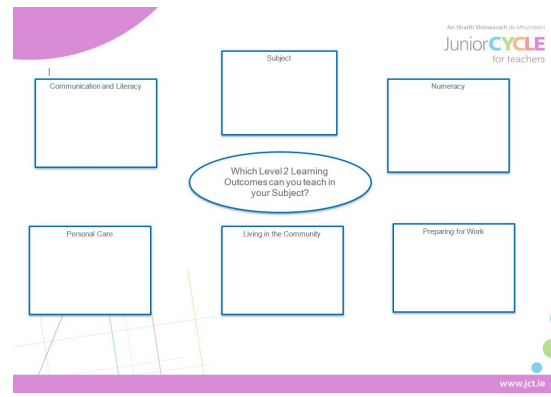 An tSraith Shóisearach do Mhúinteoirí
JuniorCYCLE
for teachers
Subject
Communication and Literacy
Numeracy
Which Level 2 Learning
Outcomes can you teach in
your Subject?
Personal Care
Living in the Community
Preparing for Work
www.jct.ie